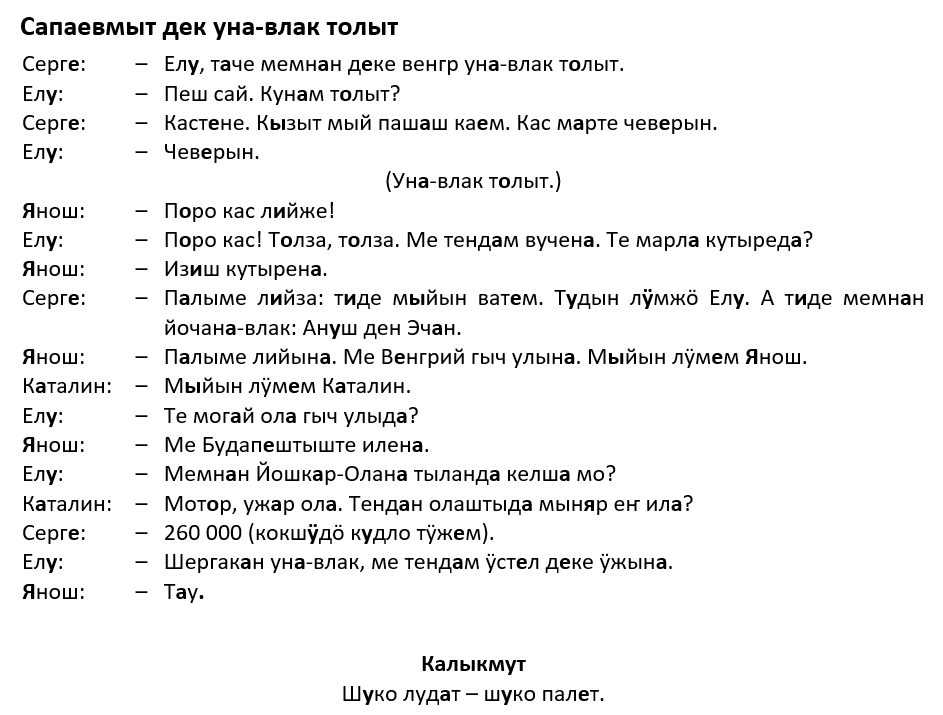 Сапаевмыт дек уна-влак толыт
Серге: – Елу, таче мемнан деке венгр уна-влак толыт.
Елу: – Пеш сай. Кунам толыт?
Серге: – Кастене. Кызыт мый пашаш каем. Кас марте чеверын.
Елу: – Чеверын.
(Уна-влак толыт.)
Янош: – Поро кас лийже!
Елу: – Поро кас! Толза, толза. Ме тендам вучена. Те марла кутыреда?
Янош: – Изиш кутырена.
Серге: – Палыме лийза: тиде мыйын ватем. Тудын лӱмжӧ Елу. А тиде мемнан
йочана-влак: Ануш ден Эчан.
Янош: – Палыме лийына. Ме Венгрий гыч улына. Мыйын лӱмем Янош.
Каталин: – Мыйын лӱмем Каталин.
Елу: – Те могай ола гыч улыда?
Янош: – Ме Будапештыште илена.
Елу: – Мемнан Йошкар-Олана тыланда келша мо?
Каталин: – Мотор, ужар ола. Тендан олаштыда мыняр еҥ ила?
Серге: – 260 000 (кокшӱдӧ кудло тӱжем).
Елу: – Шергакан уна-влак, ме тендам ӱстел деке ӱжына.
Янош: – Тау.
Калыкмут
Шуко лудат – шуко палет.